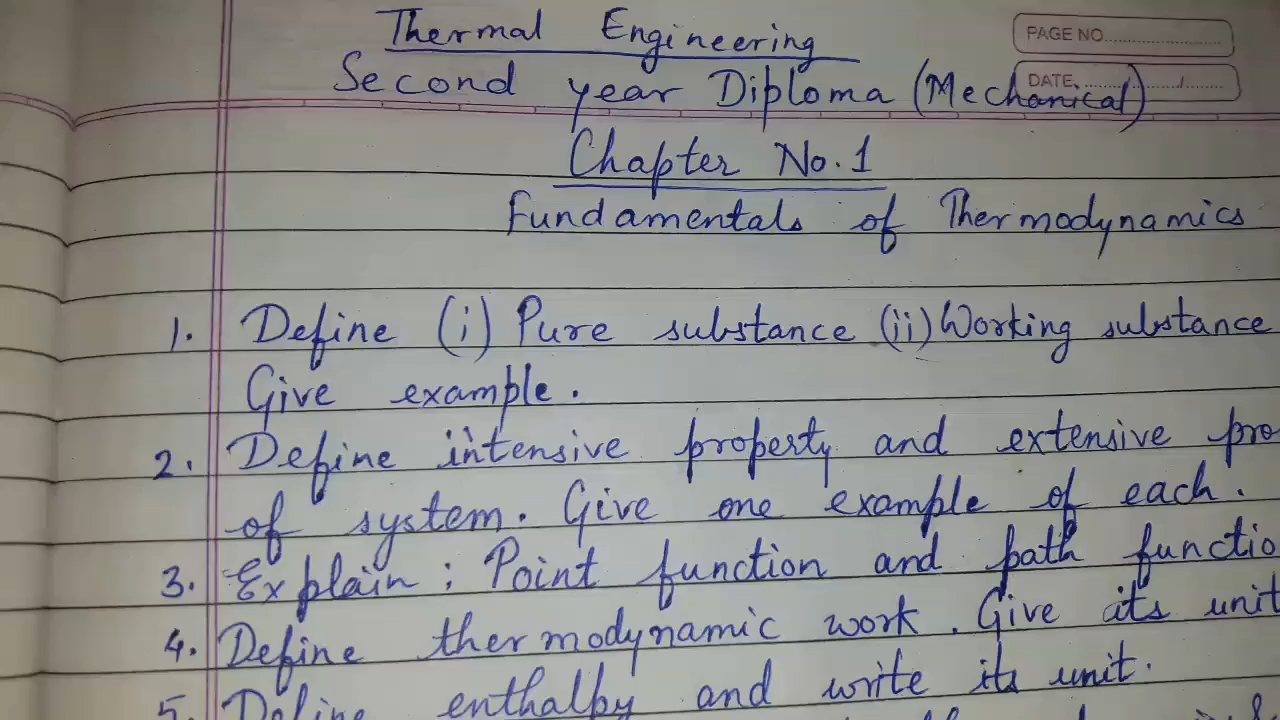 Thermal Engineering
PAGE NO.
Second year Diploma (Mechanical)
DATE
Chapter No. 1
Fundamentals of Thermodynamics
1. Define (i) Pure substance (ii) Working substance
Give example.
2. Define intensive property and extensive pro
of system. Give one example of each.
3. Explain : Point function and path functio
4. Define thermodynamic work. Give its unit
5. Define enthalpy and write its unit.